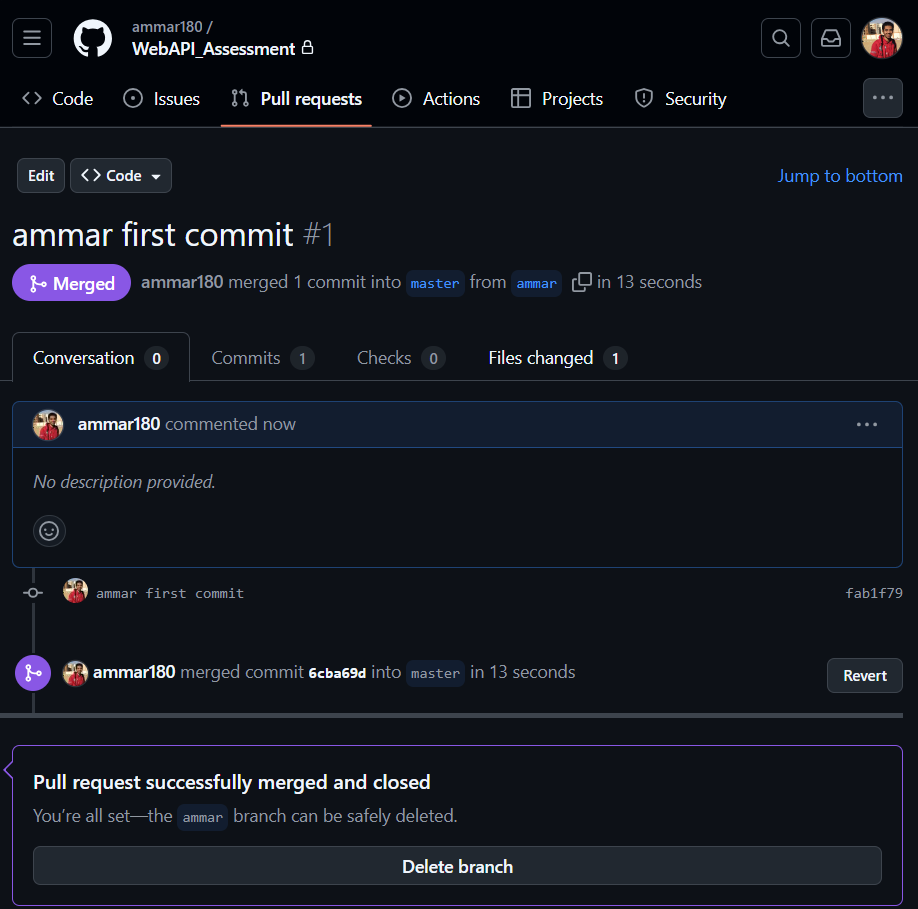 ammar180 /
WebAPI_Assessment
Code Issues Pull requests Actions Projects Security
Edit Code Jump to bottom
ammar first commit #1
Merged ammar180 merged 1 commit into master from ammar in 13 seconds
Conversation 0 Commits 1 Checks 0 Files changed 1
ammar180 commented now
No description provided.
ammar first commit fab1f79
ammar180 merged commit 6cba69d into master in 13 seconds Revert
Pull request successfully merged and closed
You’re all set—the ammar branch can be safely deleted.
Delete branch